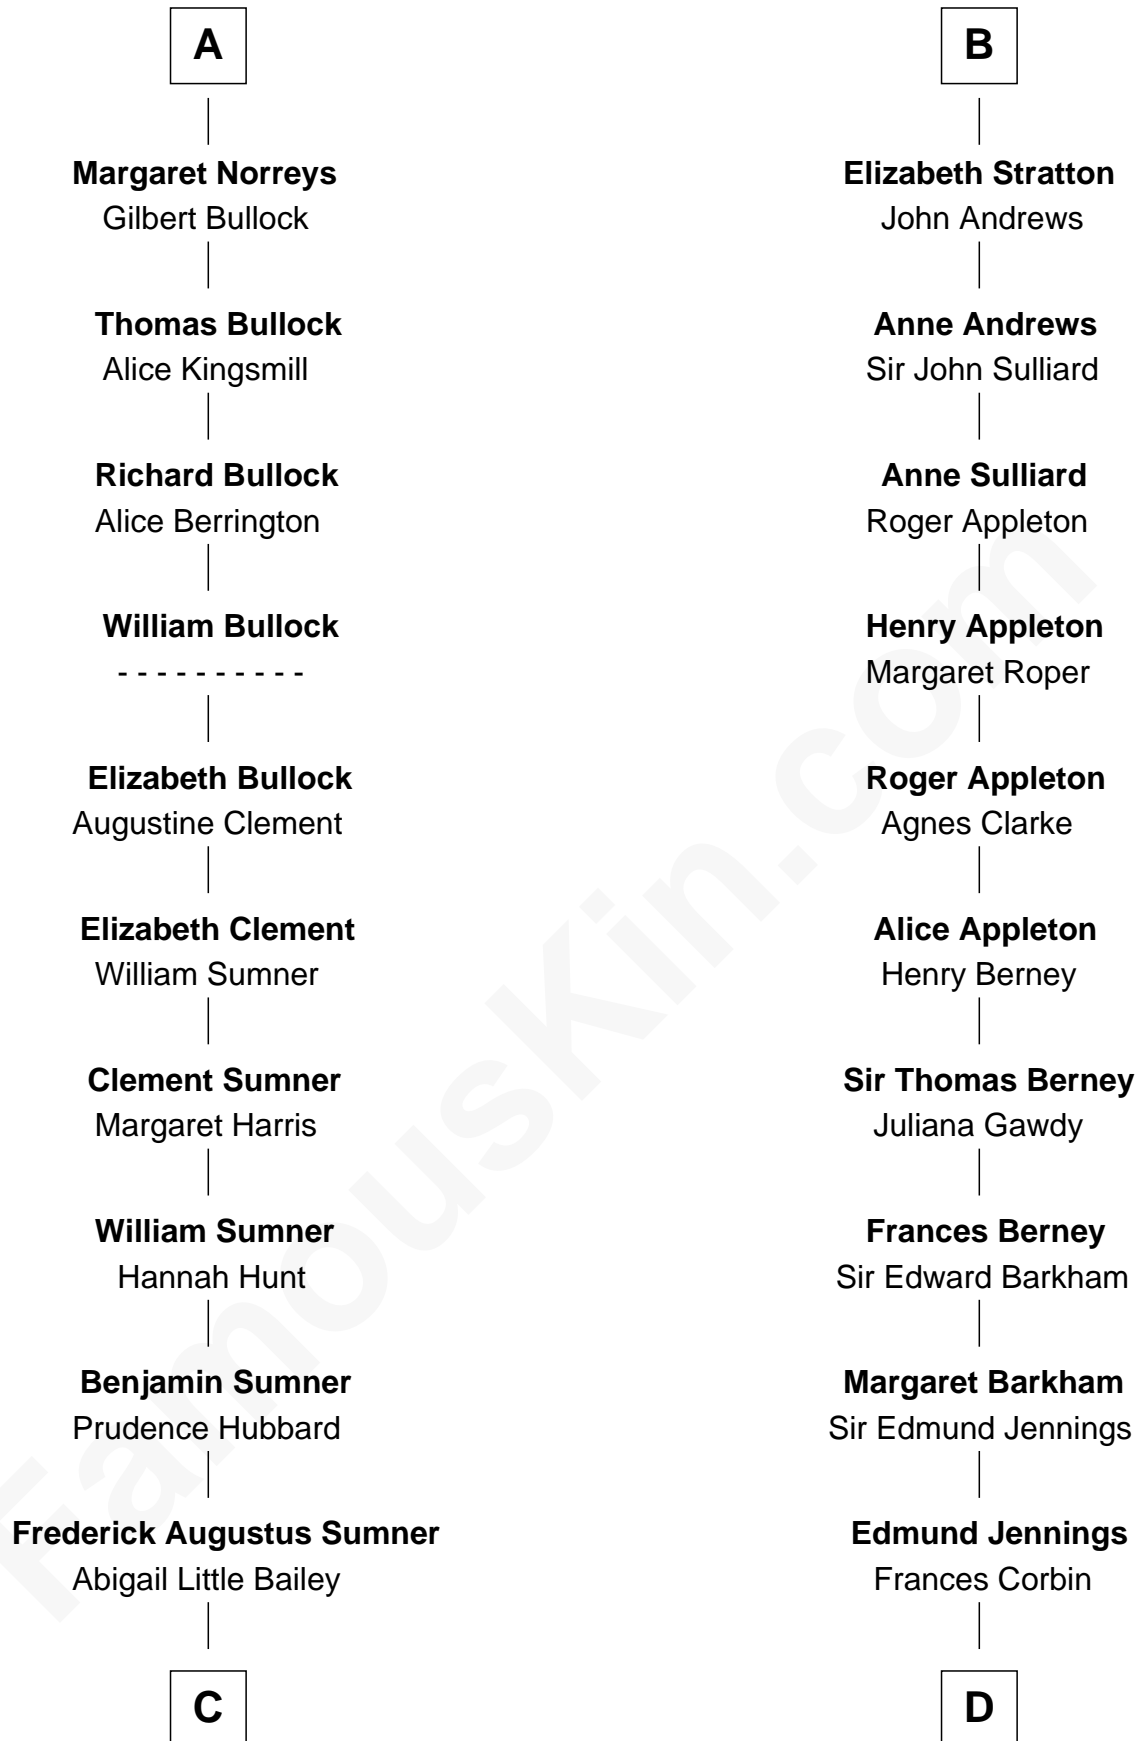 A
Margaret Norreys
Gilbert Bullock
Thomas Bullock
Alice Kingsmill
Richard Bullock
Alice Berrington
William Bullock
- - - - - - - - - -
Elizabeth Bullock
Augustine Clement
Elizabeth Clement
William Sumner
Clement Sumner
Margaret Harris
William Sumner
Hannah Hunt
Benjamin Sumner
Prudence Hubbard
Frederick Augustus Sumner
Abigail Little Bailey
C
B
Elizabeth Stratton
John Andrews
Anne Andrews
Sir John Sulliard
Anne Sulliard
Roger Appleton
Henry Appleton
Margaret Roper
Roger Appleton
Agnes Clarke
Alice Appleton
Henry Berney
Sir Thomas Berney
Juliana Gawdy
Frances Berney
Sir Edward Barkham
Margaret Barkham
Sir Edmund Jennings
Edmund Jennings
Frances Corbin
D
FamousKin.com